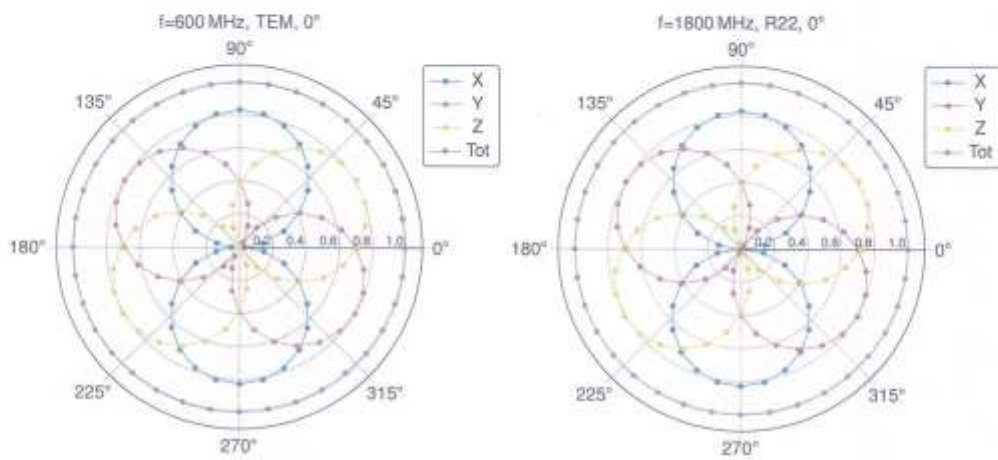 f=600 MHz, TEM, 0°
90°
135°
45°
180°
0.2 0.4 0.6 0.8 1.0
0°
225°
315°
270°
X
Y
Z
Tot
f=1800 MHz, R22, 0°
90°
135°
45°
180°
0.2 0.4 0.6 0.8 1.0
0°
225°
315°
270°
X
Y
Z
Tot